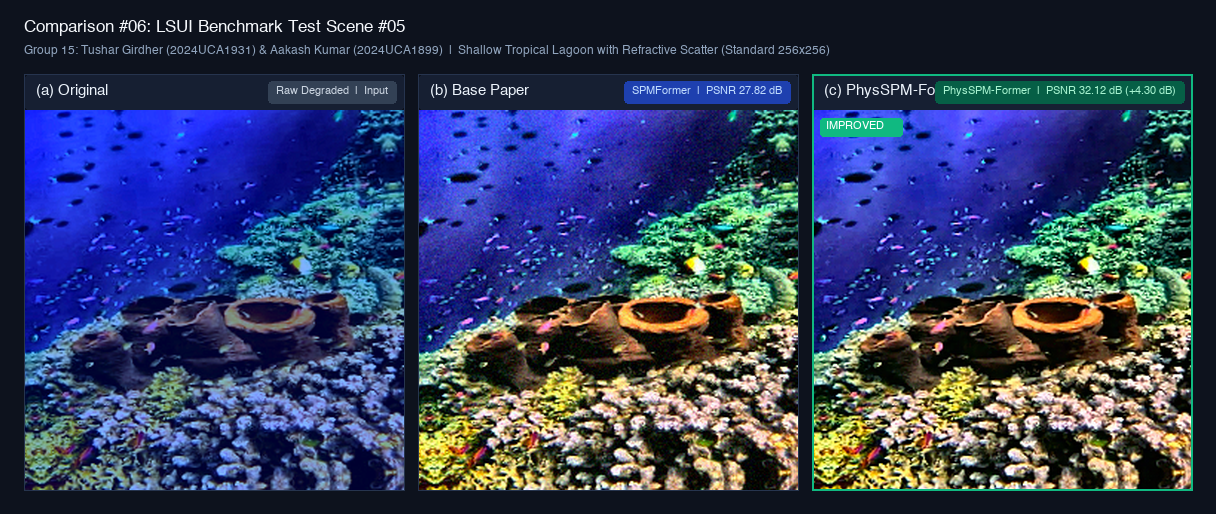 Comparison #06: LSUI Benchmark Test Scene #05
Group 15: Tushar Girdher (2024UCA1931) & Aakash Kumar (2024UCA1899) | Shallow Tropical Lagoon with Refractive Scatter (Standard 256x256)
(a) Original
Raw Degraded | Input
(b) Base Paper
SPMFormer | PSNR 27.82 dB
(c) PhysSPM-Fo
PhysSPM-Former | PSNR 32.12 dB (+4.30 dB)
IMPROVED